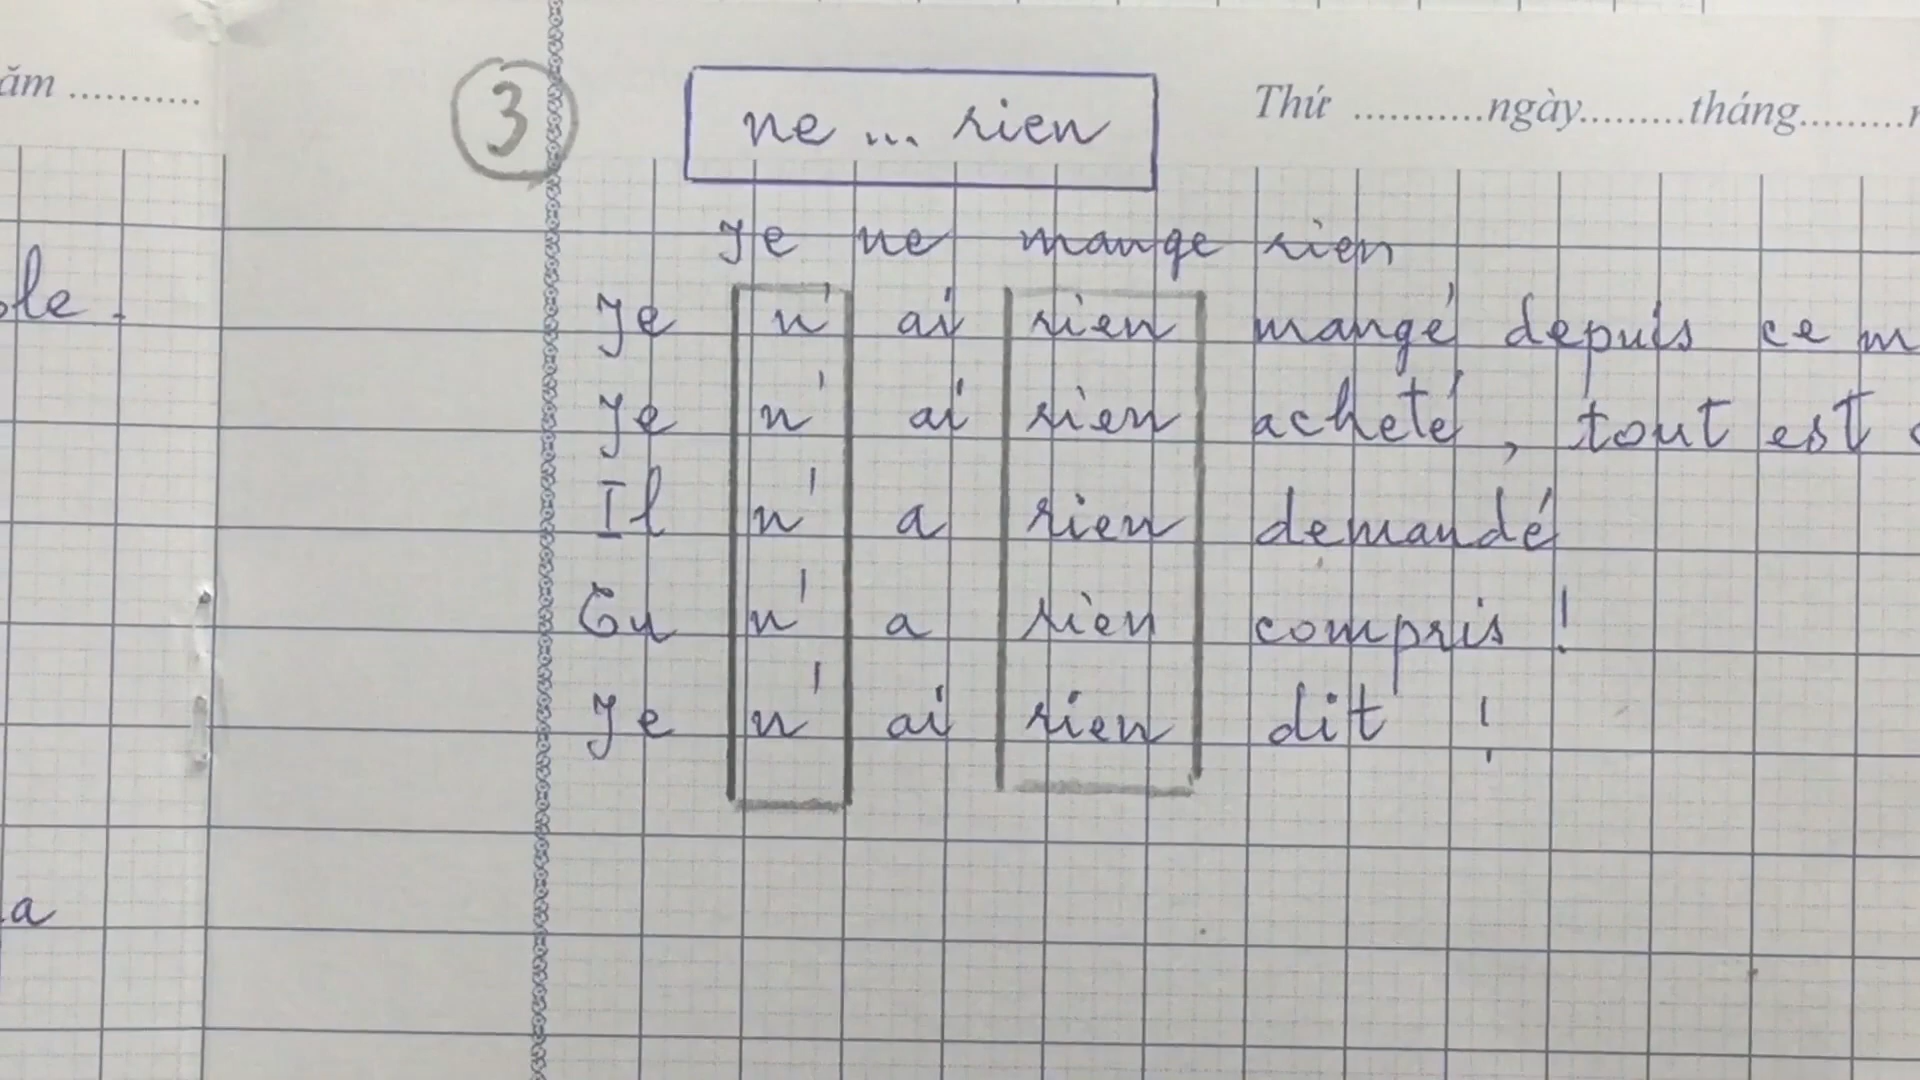 ăm ...........
3
ne ... rien
Thứ ...........ngày.........tháng.........
Je ne mange rien
ole.
Je n' ai rien mangé depuis ce m
Je n' ai rien acheté, tout est
Il n' a rien demandé
Tu n' a rien compris !
Je n' ai rien dit !
a